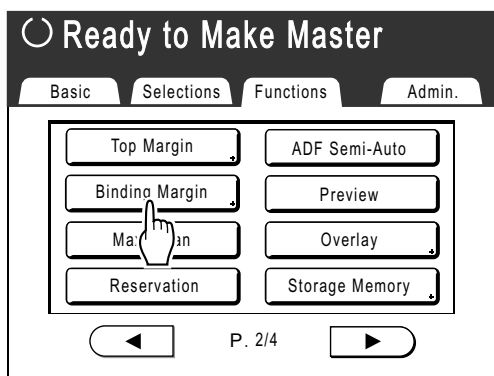 Ready to Make Master
Basic Selections Functions Admin.
Top Margin ADF Semi-Auto
Binding Margin Preview
Overlay
Reservation Storage Memory
P. 2/4